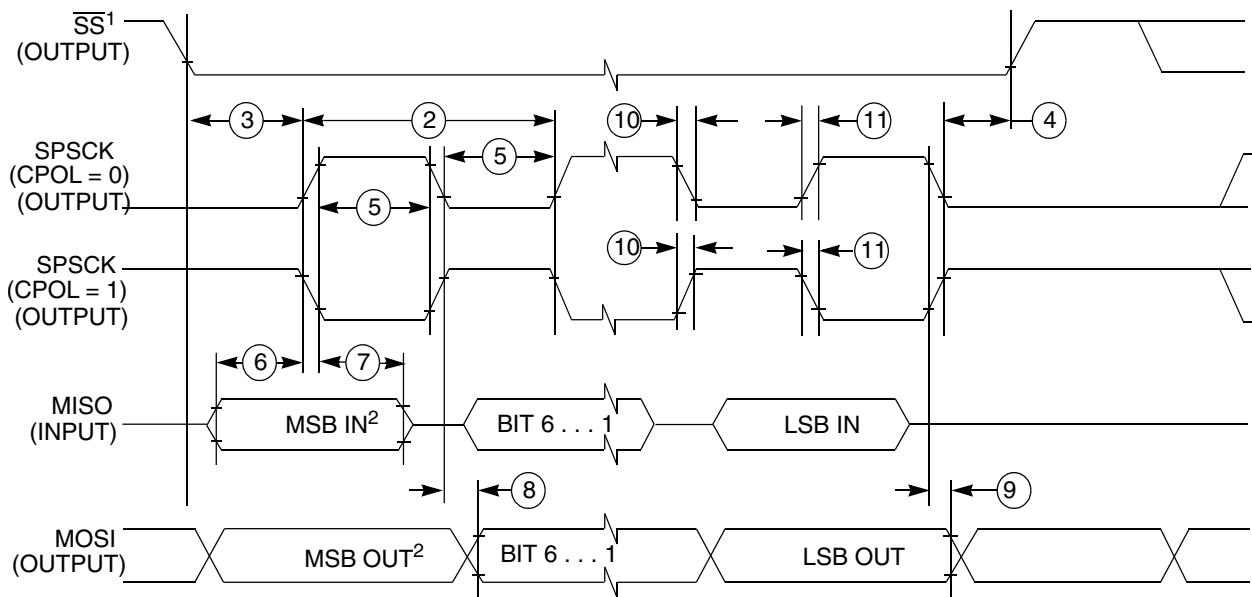 SS¹
(OUTPUT)
3
2
10
11
4
SPSCK
(CPOL = 0)
(OUTPUT)
5
5
SPSCK
(CPOL = 1)
(OUTPUT)
10
11
6
7
MISO
(INPUT)
MSB IN²
BIT 6 . . . 1
LSB IN
8
9
MOSI
(OUTPUT)
MSB OUT²
BIT 6 . . . 1
LSB OUT